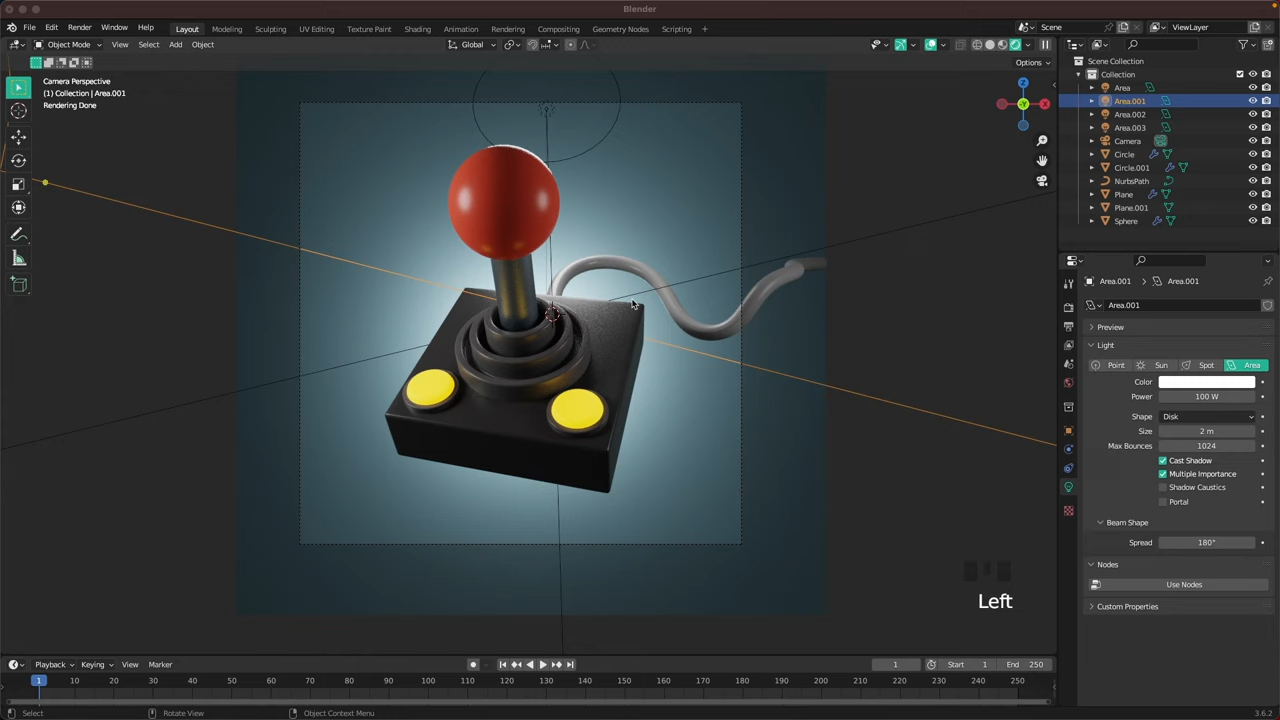 Blender
File Edit Render Window Help Layout Modeling Sculpting UV Editing Texture Paint Shading Animation Rendering Compositing Geometry Nodes Scripting + Scene ViewLayer
Object Mode View Select Add Object Global
Options
Camera Perspective
(1) Collection | Area.001
Rendering Done
Z
Y
X
Scene Collection
Collection
Area
Area.001
Area.002
Area.003
Camera
Circle
Circle.001
NurbsPath
Plane
Plane.001
Sphere
Area.001 > Area.001
Area.001
Preview
Light
Point Sun Spot Area
Color
Power 100 W
Shape Disk
Size 2 m
Max Bounces 1024
Cast Shadow
Multiple Importance
Shadow Caustics
Portal
Beam Shape
Spread 180°
Nodes
Use Nodes
Custom Properties
Left
Playback Keying View Marker 1 Start 1 End 250
1 10 20 30 40 50 60 70 80 90 100 110 120 130 140 150 160 170 180 190 200 210 220 230 240 250
Select Rotate View Object Context Menu 3.6.2